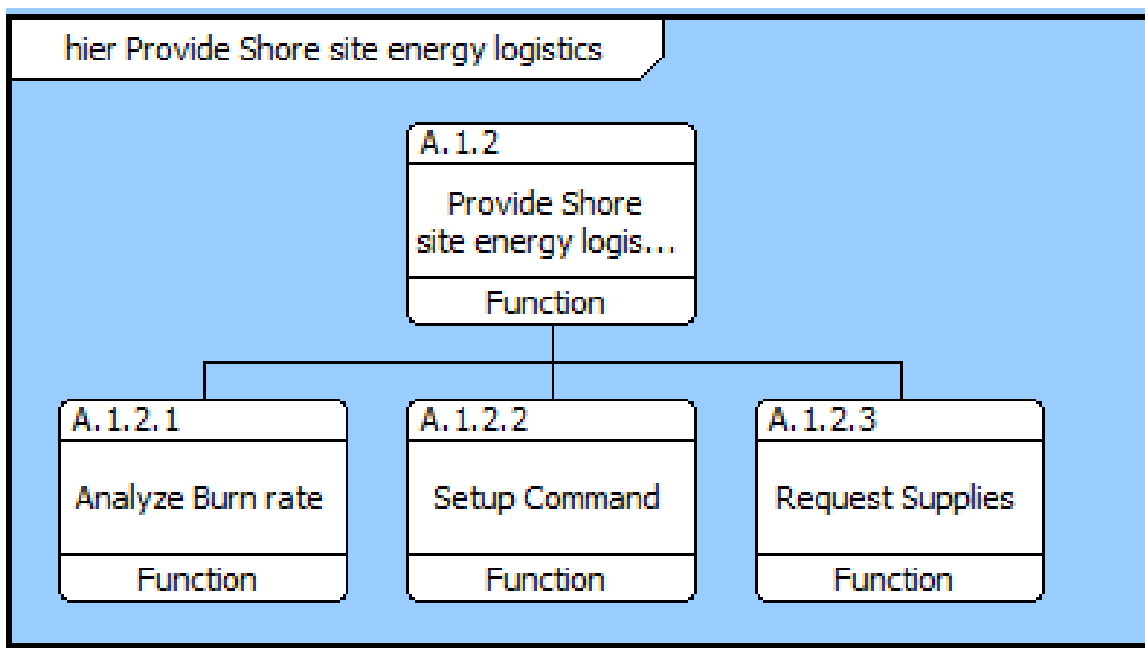 hier Provide Shore site energy logistics
A.1.2
Provide Shore
site energy logis...
Function
A.1.2.1
Analyze Burn rate
Function
A.1.2.2
Setup Command
Function
A.1.2.3
Request Supplies
Function